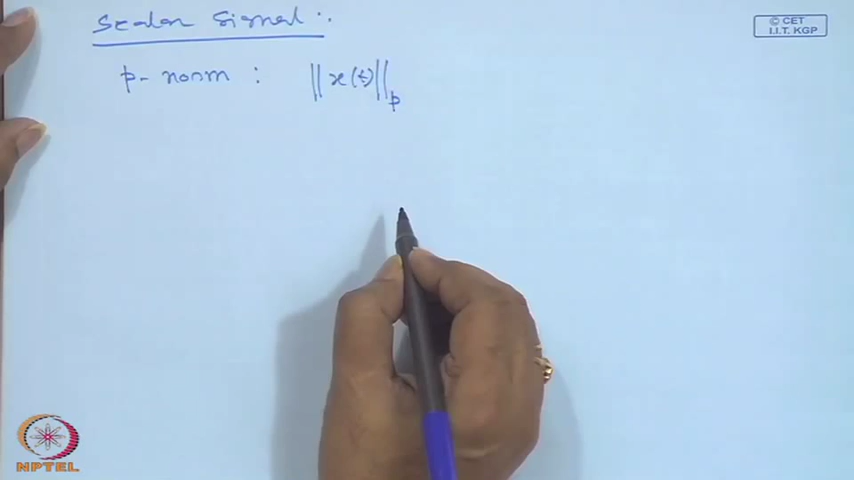 Scalar Signal :.
© CET
I.I.T. KGP
p- norm : ||x(t)||p
NPTEL